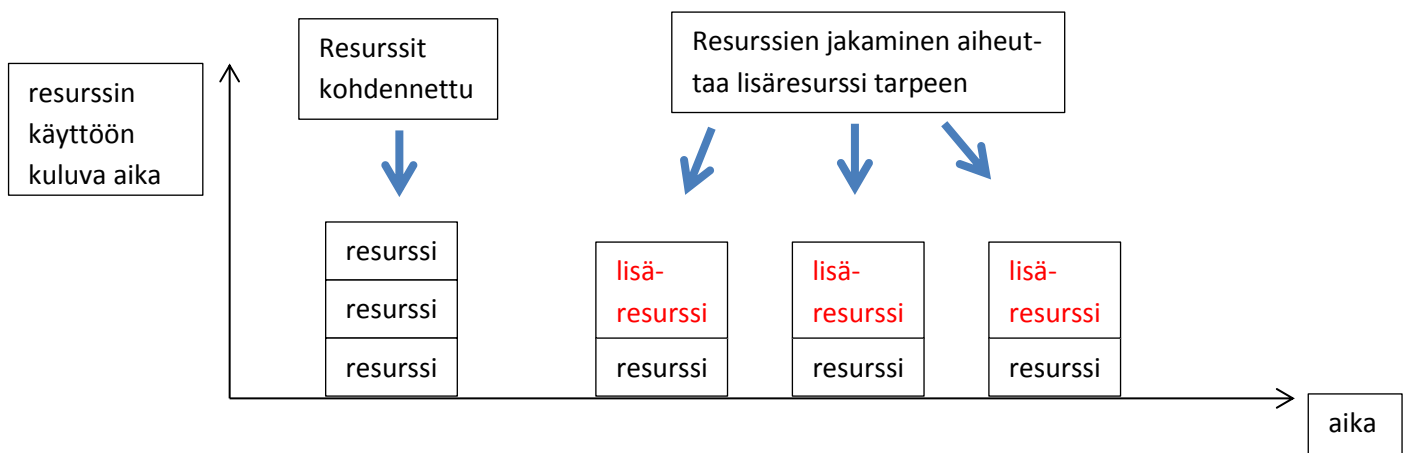 Resurssit
kohdennettu
Resurssien jakaminen aiheut-
taa lisäresurssi tarpeen
resurssin
käyttöön
kuluva aika
resurssi
resurssi
resurssi
lisä-
resurssi
resurssi
lisä-
resurssi
resurssi
lisä-
resurssi
resurssi
aika